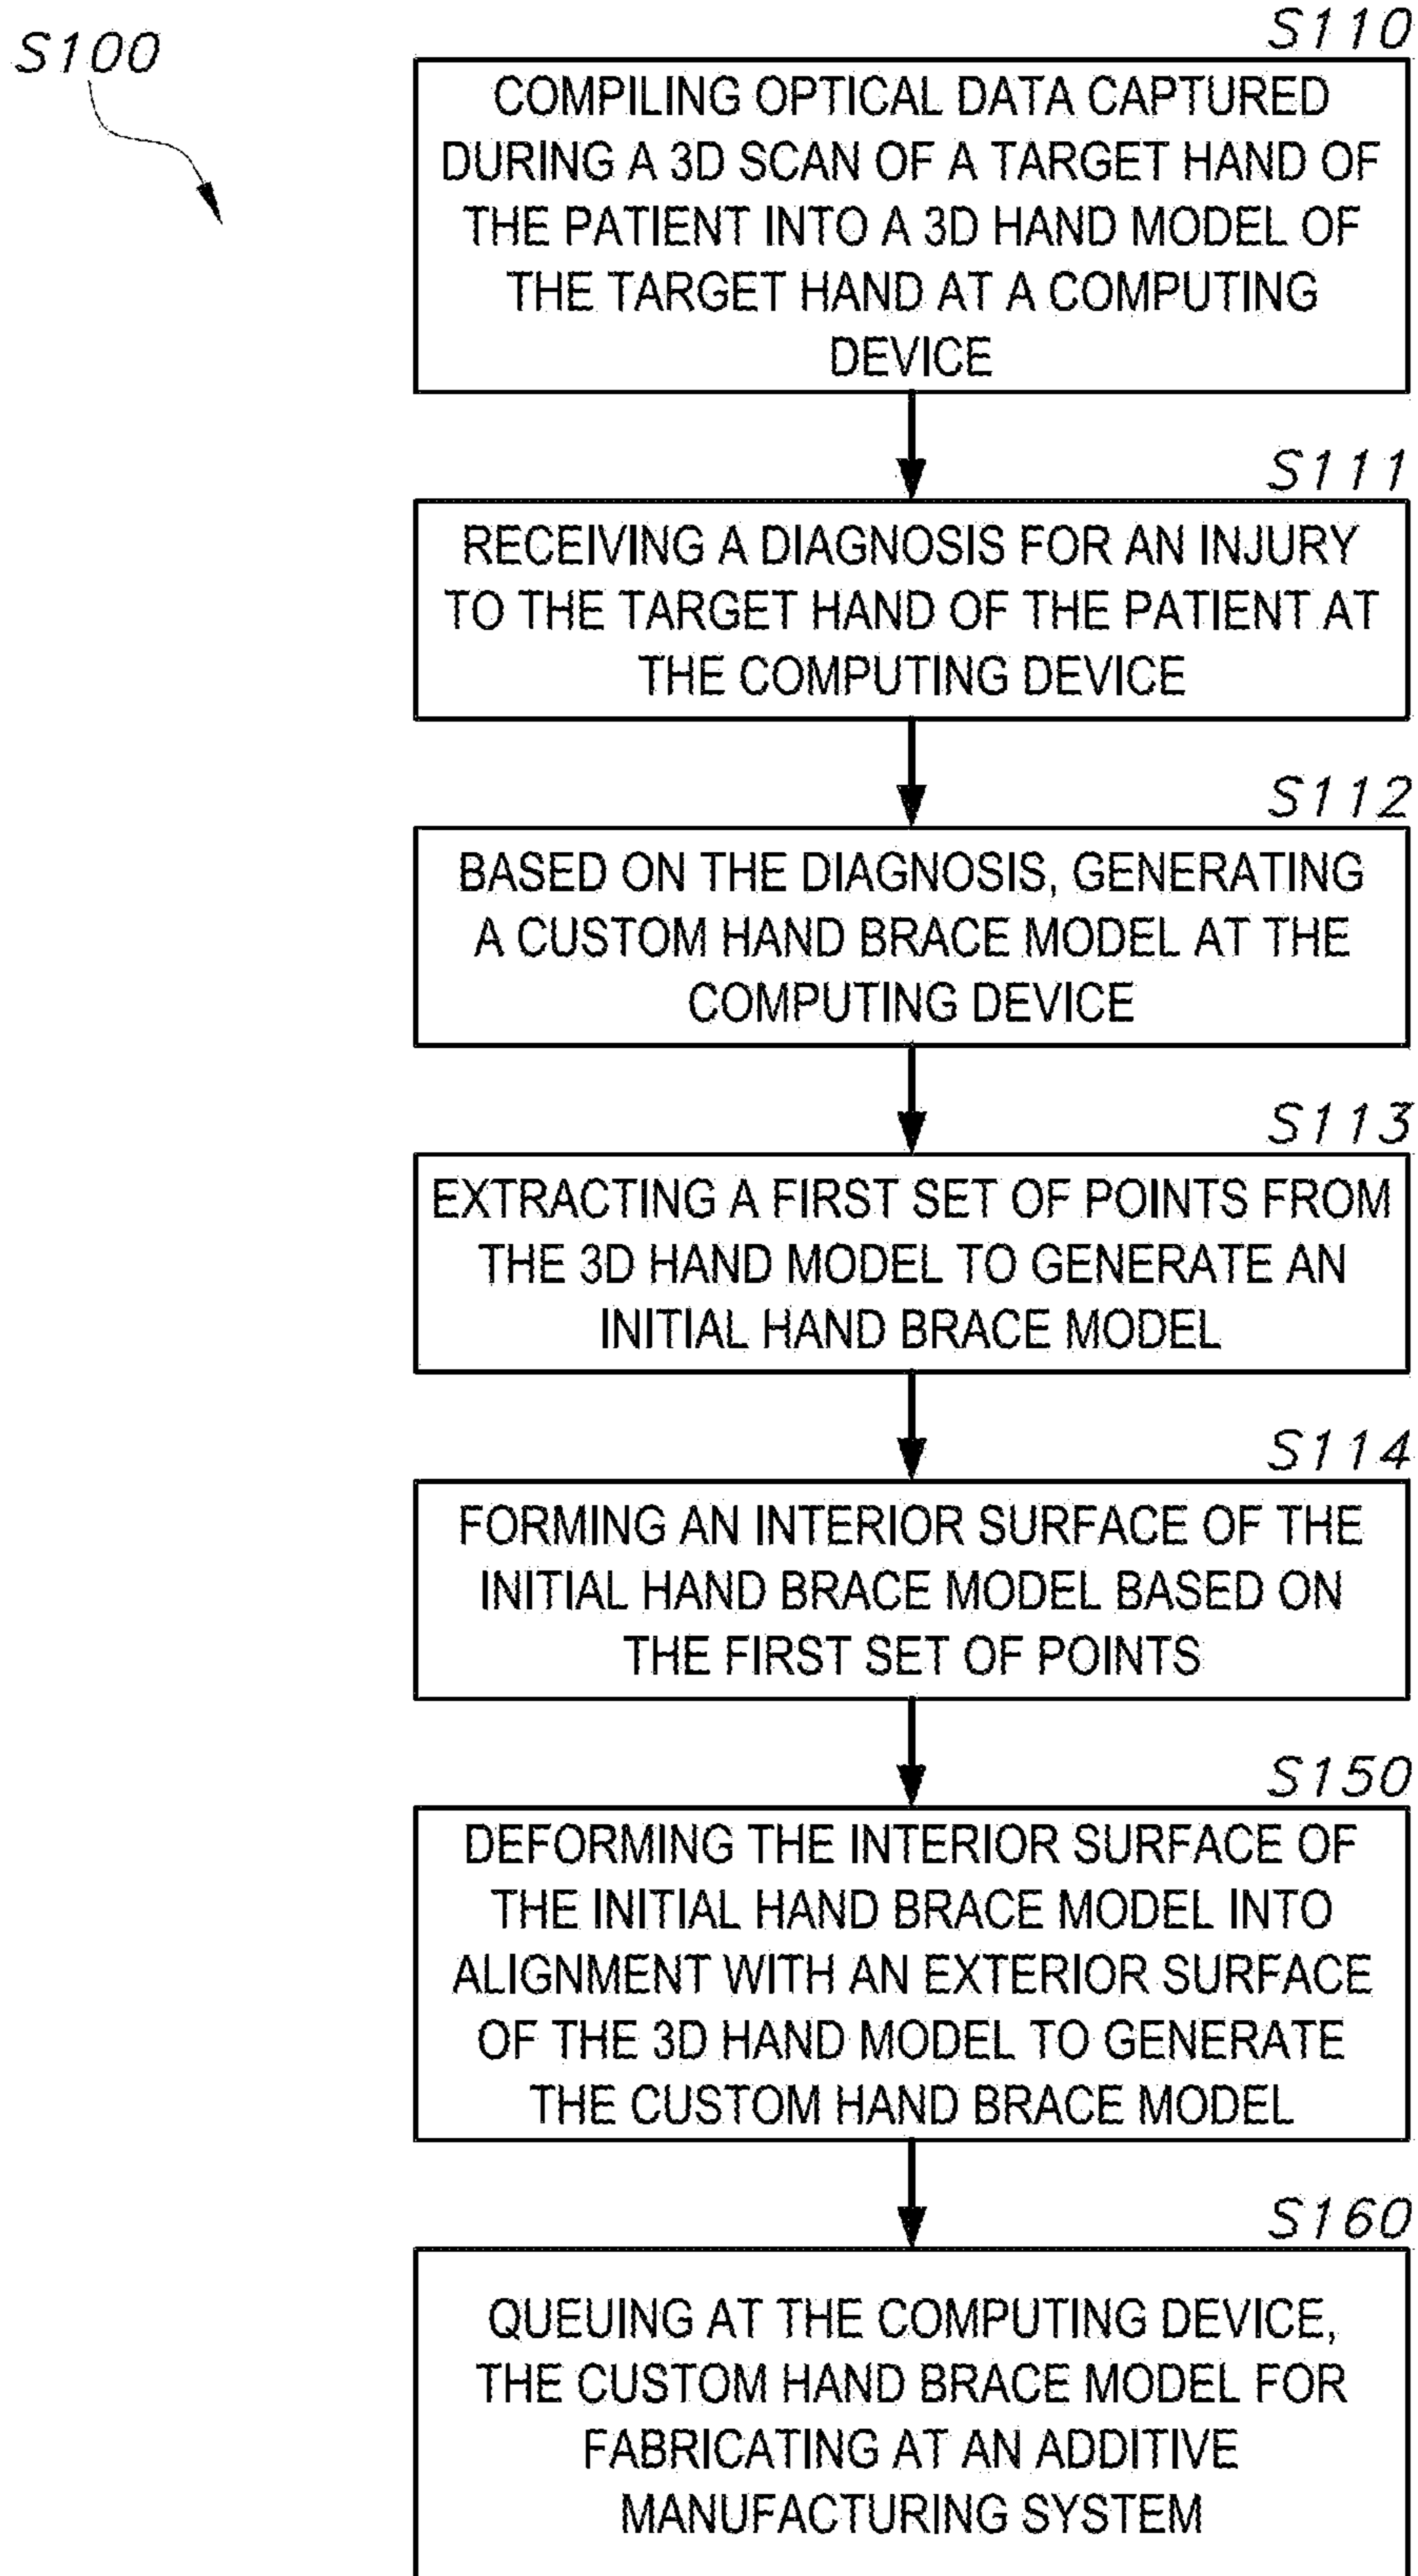 S100
S110
COMPILING OPTICAL DATA CAPTURED
DURING A 3D SCAN OF A TARGET HAND OF
THE PATIENT INTO A 3D HAND MODEL OF
THE TARGET HAND AT A COMPUTING
DEVICE
S111
RECEIVING A DIAGNOSIS FOR AN INJURY
TO THE TARGET HAND OF THE PATIENT AT
THE COMPUTING DEVICE
S112
BASED ON THE DIAGNOSIS, GENERATING
A CUSTOM HAND BRACE MODEL AT THE
COMPUTING DEVICE
S113
EXTRACTING A FIRST SET OF POINTS FROM
THE 3D HAND MODEL TO GENERATE AN
INITIAL HAND BRACE MODEL
S114
FORMING AN INTERIOR SURFACE OF THE
INITIAL HAND BRACE MODEL BASED ON
THE FIRST SET OF POINTS
S150
DEFORMING THE INTERIOR SURFACE OF
THE INITIAL HAND BRACE MODEL INTO
ALIGNMENT WITH AN EXTERIOR SURFACE
OF THE 3D HAND MODEL TO GENERATE
THE CUSTOM HAND BRACE MODEL
S160
QUEUING AT THE COMPUTING DEVICE,
THE CUSTOM HAND BRACE MODEL FOR
FABRICATING AT AN ADDITIVE
MANUFACTURING SYSTEM